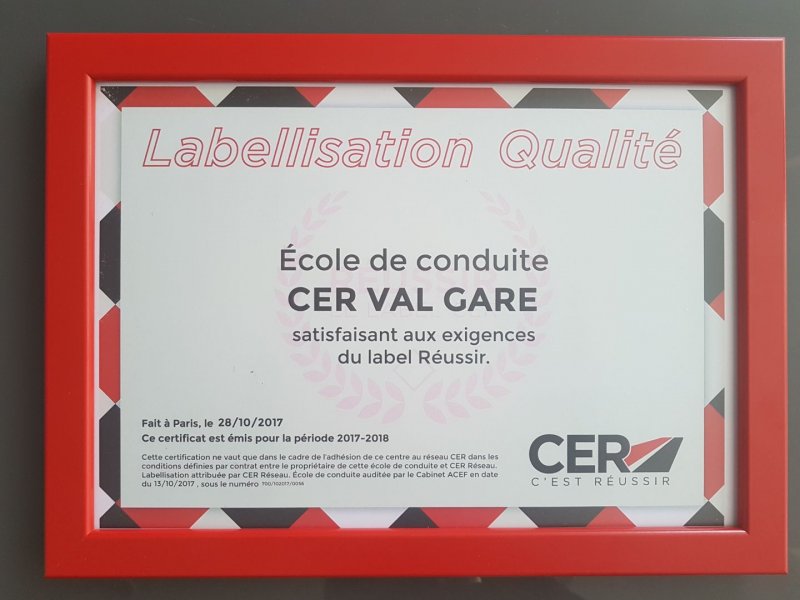 Labellisation Qualité
École de conduite
CER VAL GARE
satisfaisant aux exigences
du label Réussir.
Fait à Paris, le 28/10/2017
Ce certificat est émis pour la période 2017-2018
Cette certification ne vaut que dans le cadre de l'adhésion de ce centre au réseau CER dans les
conditions définies par contrat entre le propriétaire de cette école de conduite et CER Réseau.
Labellisation attribuée par CER Réseau. École de conduite auditée par le Cabinet ACEF en date
du 13/10/2017 , sous le numéro
CER
C'EST RÉUSSIR